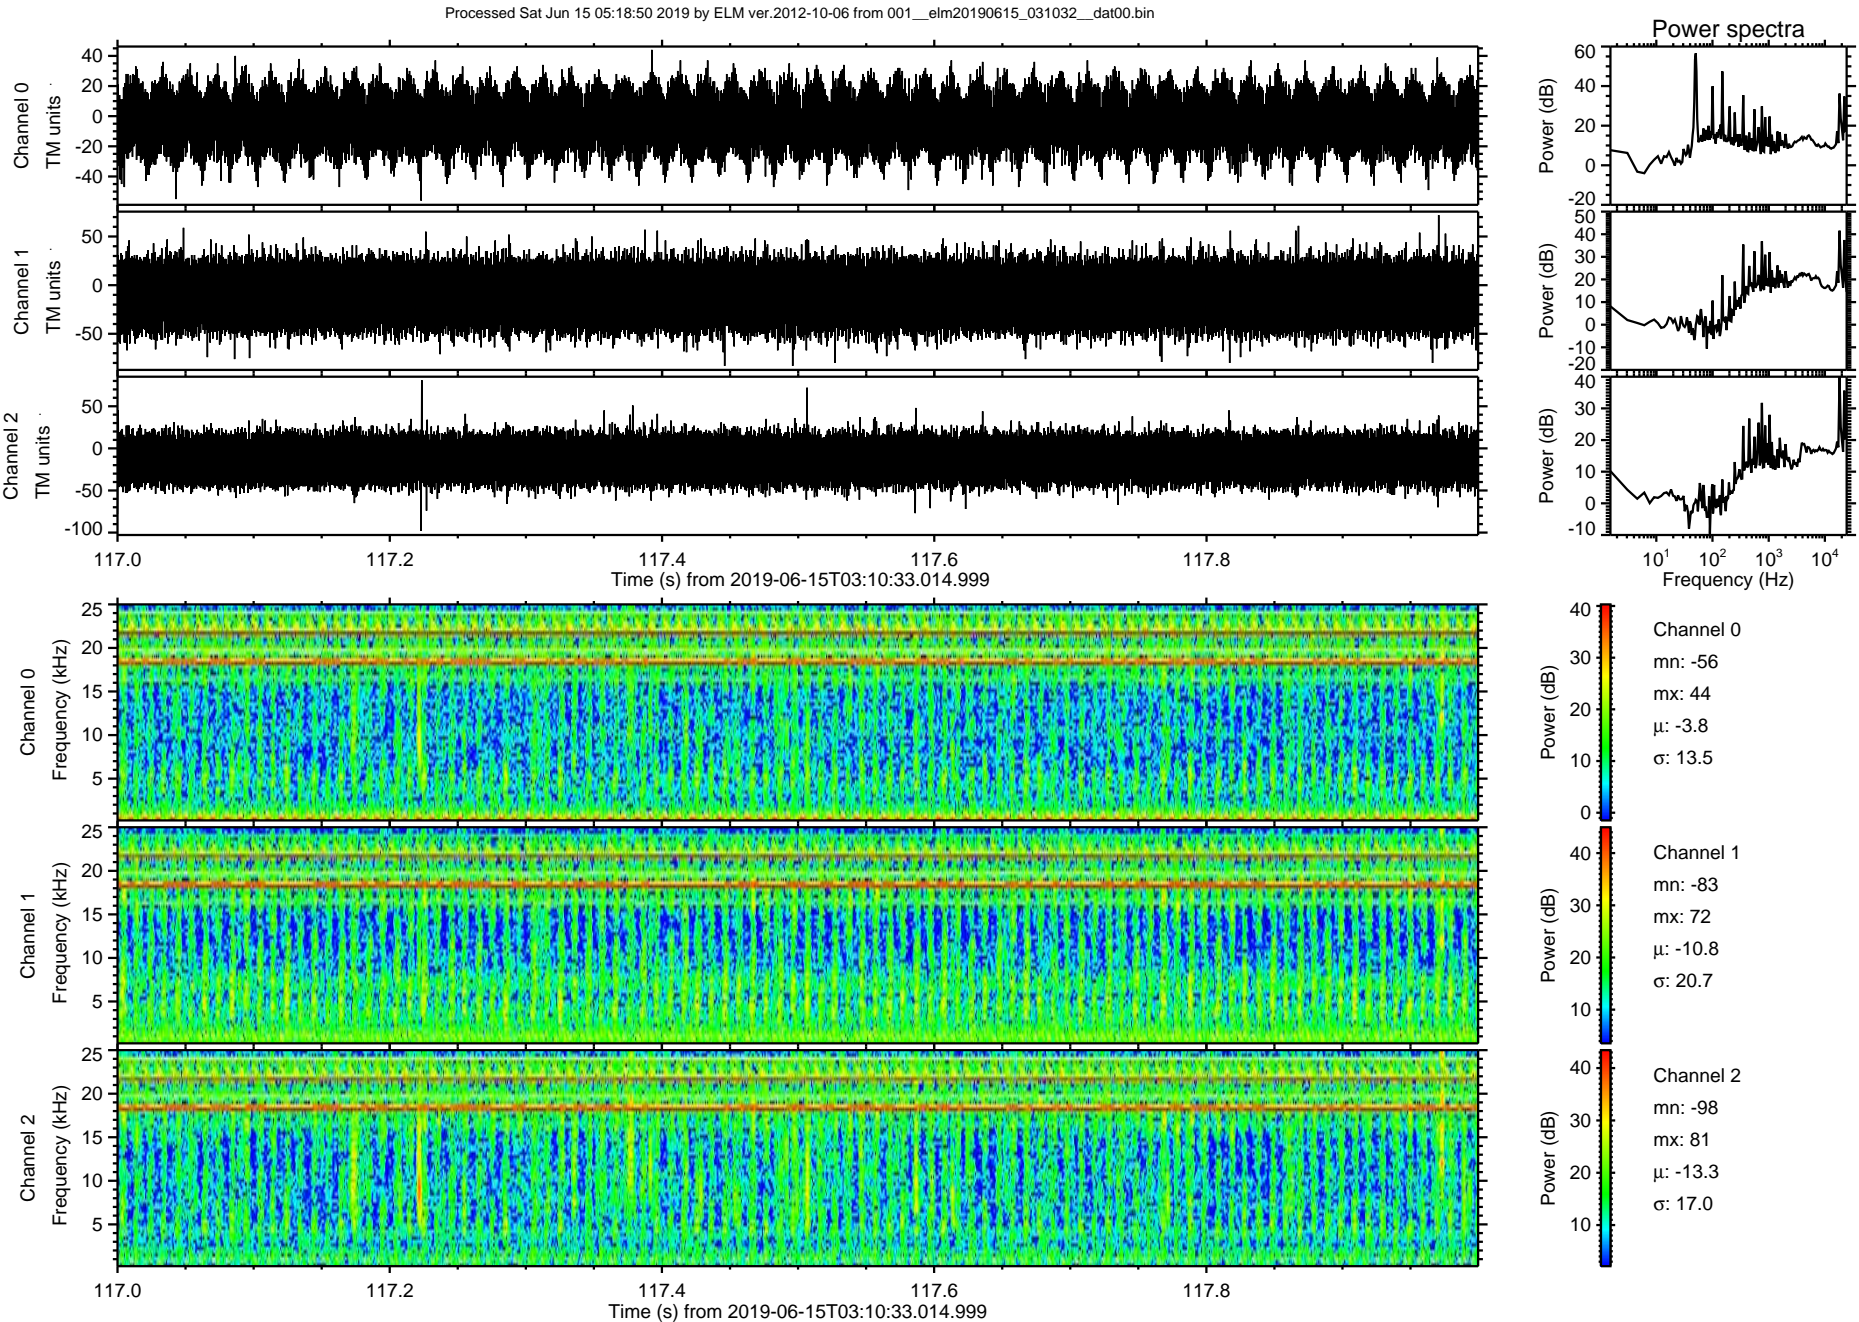 Processed Sat Jun 15 05:18:50 2019 by ELM ver.2012-10-06 from 001__elm20190615_031032__dat00.bin
Power spectra
Channel 0
TM units
40
20
0
-20
-40
Power (dB)
60
40
20
0
-20
Channel 1
TM units
50
0
-50
Power (dB)
50
40
30
20
10
0
-10
-20
Channel 2
TM units
50
0
-50
-100
Power (dB)
40
30
20
10
0
-10
117.0 117.2 117.4 117.6 117.8
Time (s) from 2019-06-15T03:10:33.014.999
10^1 10^2 10^3 10^4
Frequency (Hz)
Channel 0
Frequency (kHz)
25
20
15
10
5
Power (dB)
40
30
20
10
0
Channel 0
mn: -56
mx: 44
μ: -3.8
σ: 13.5
Channel 1
Frequency (kHz)
25
20
15
10
5
Power (dB)
40
30
20
10
Channel 1
mn: -83
mx: 72
μ: -10.8
σ: 20.7
Channel 2
Frequency (kHz)
25
20
15
10
5
Power (dB)
40
30
20
10
Channel 2
mn: -98
mx: 81
μ: -13.3
σ: 17.0
117.0 117.2 117.4 117.6 117.8
Time (s) from 2019-06-15T03:10:33.014.999